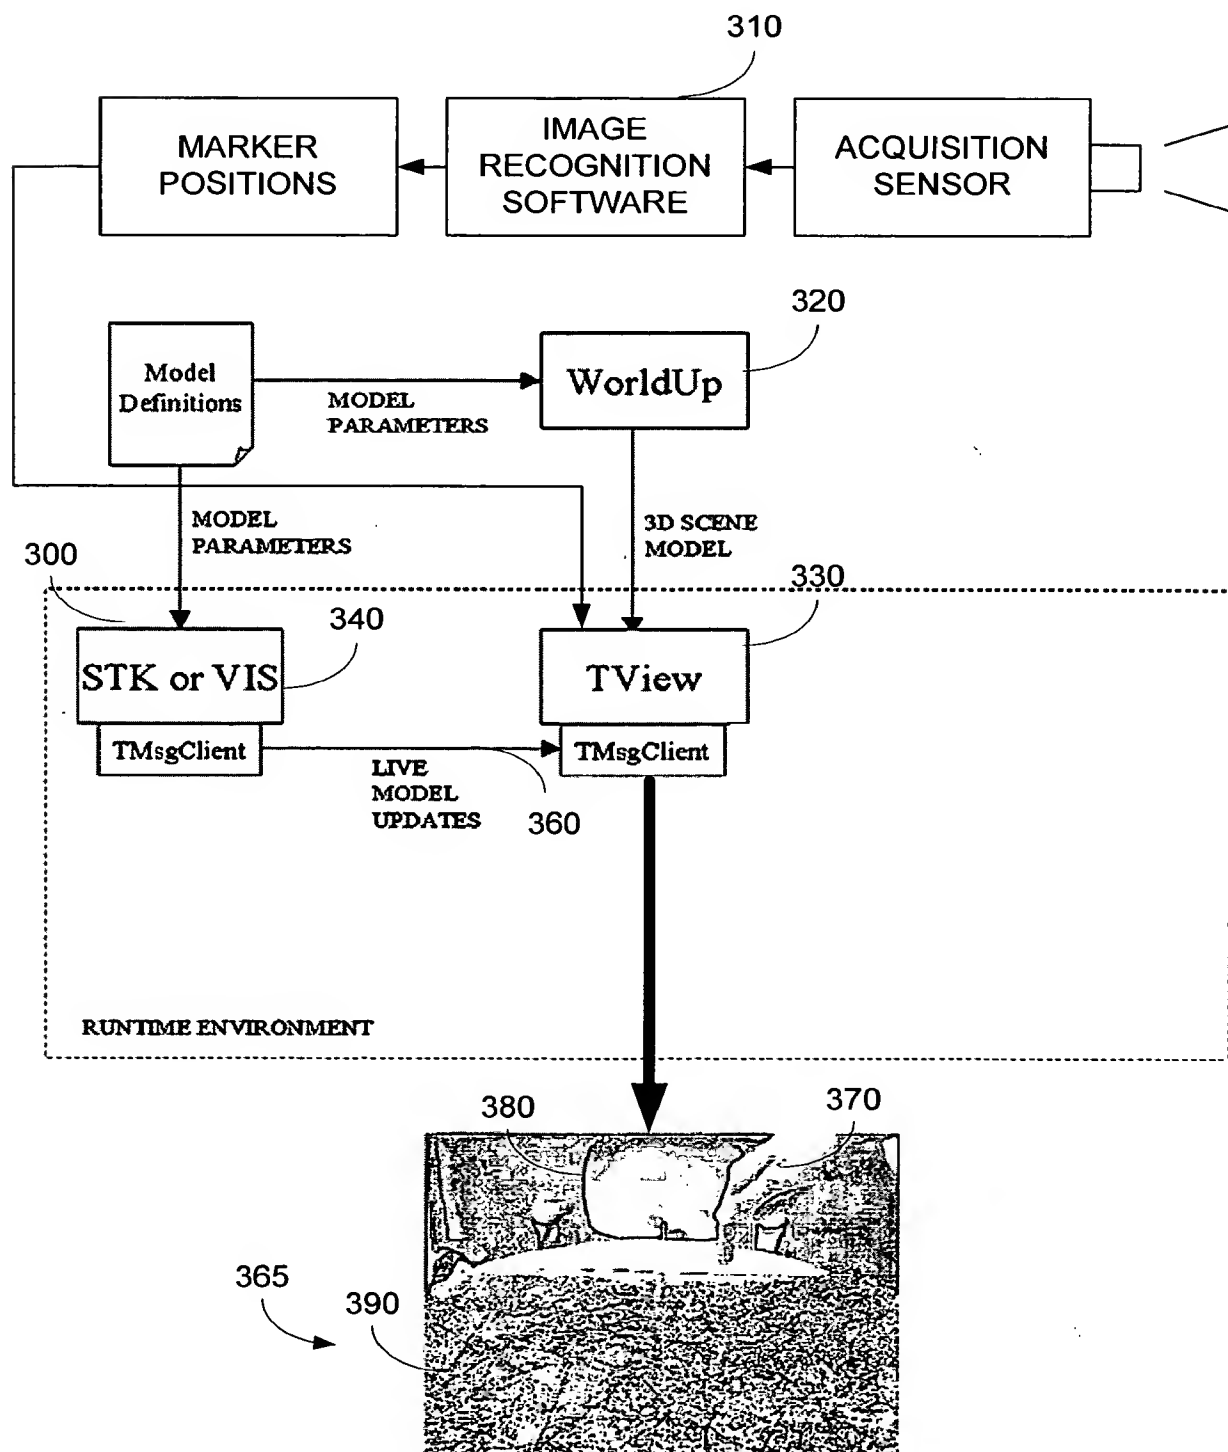 310
MARKER
POSITIONS
IMAGE
RECOGNITION
SOFTWARE
ACQUISITION
SENSOR
320
Model
Definitions
MODEL
PARAMETERS
WorldUp
MODEL
PARAMETERS
3D SCENE
MODEL
300
330
340
STK or VIS
TView
TMsgClient
TMsgClient
LIVE
MODEL
UPDATES
360
RUNTIME ENVIRONMENT
380
370
365
390